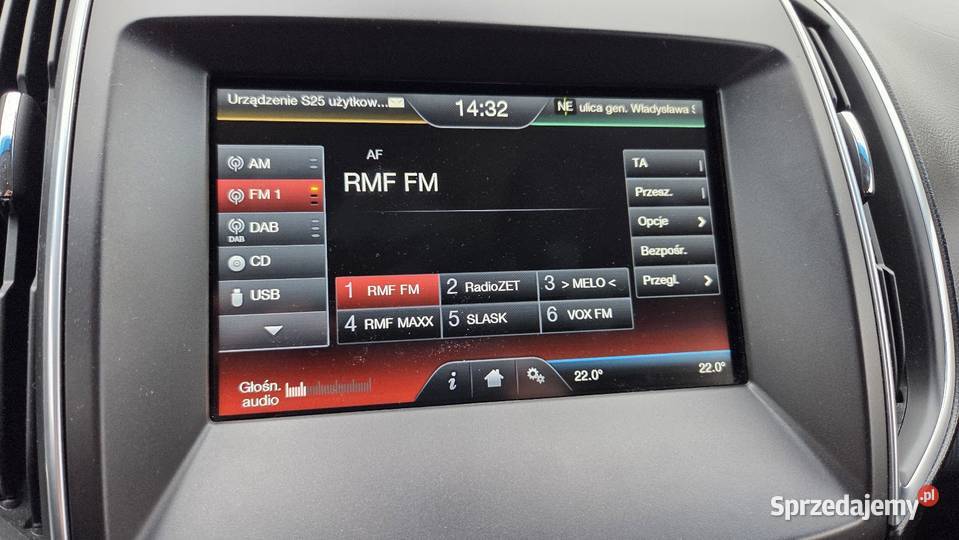 Urządzenie S25 użytkow...
14:32
NE ulica gen. Władysława
AM
FM 1
DAB
DAB
CD
USB
AF
RMF FM
TA
Przesz.
Opcje
Bezpośr.
Przegl.
1 RMF FM
2 RadioZET
3 > MELO <
4 RMF MAXX
5 SLASK
6 VOX FM
Głośn.
audio
i
22.0°
22.0°
Sprzedajemy.pl